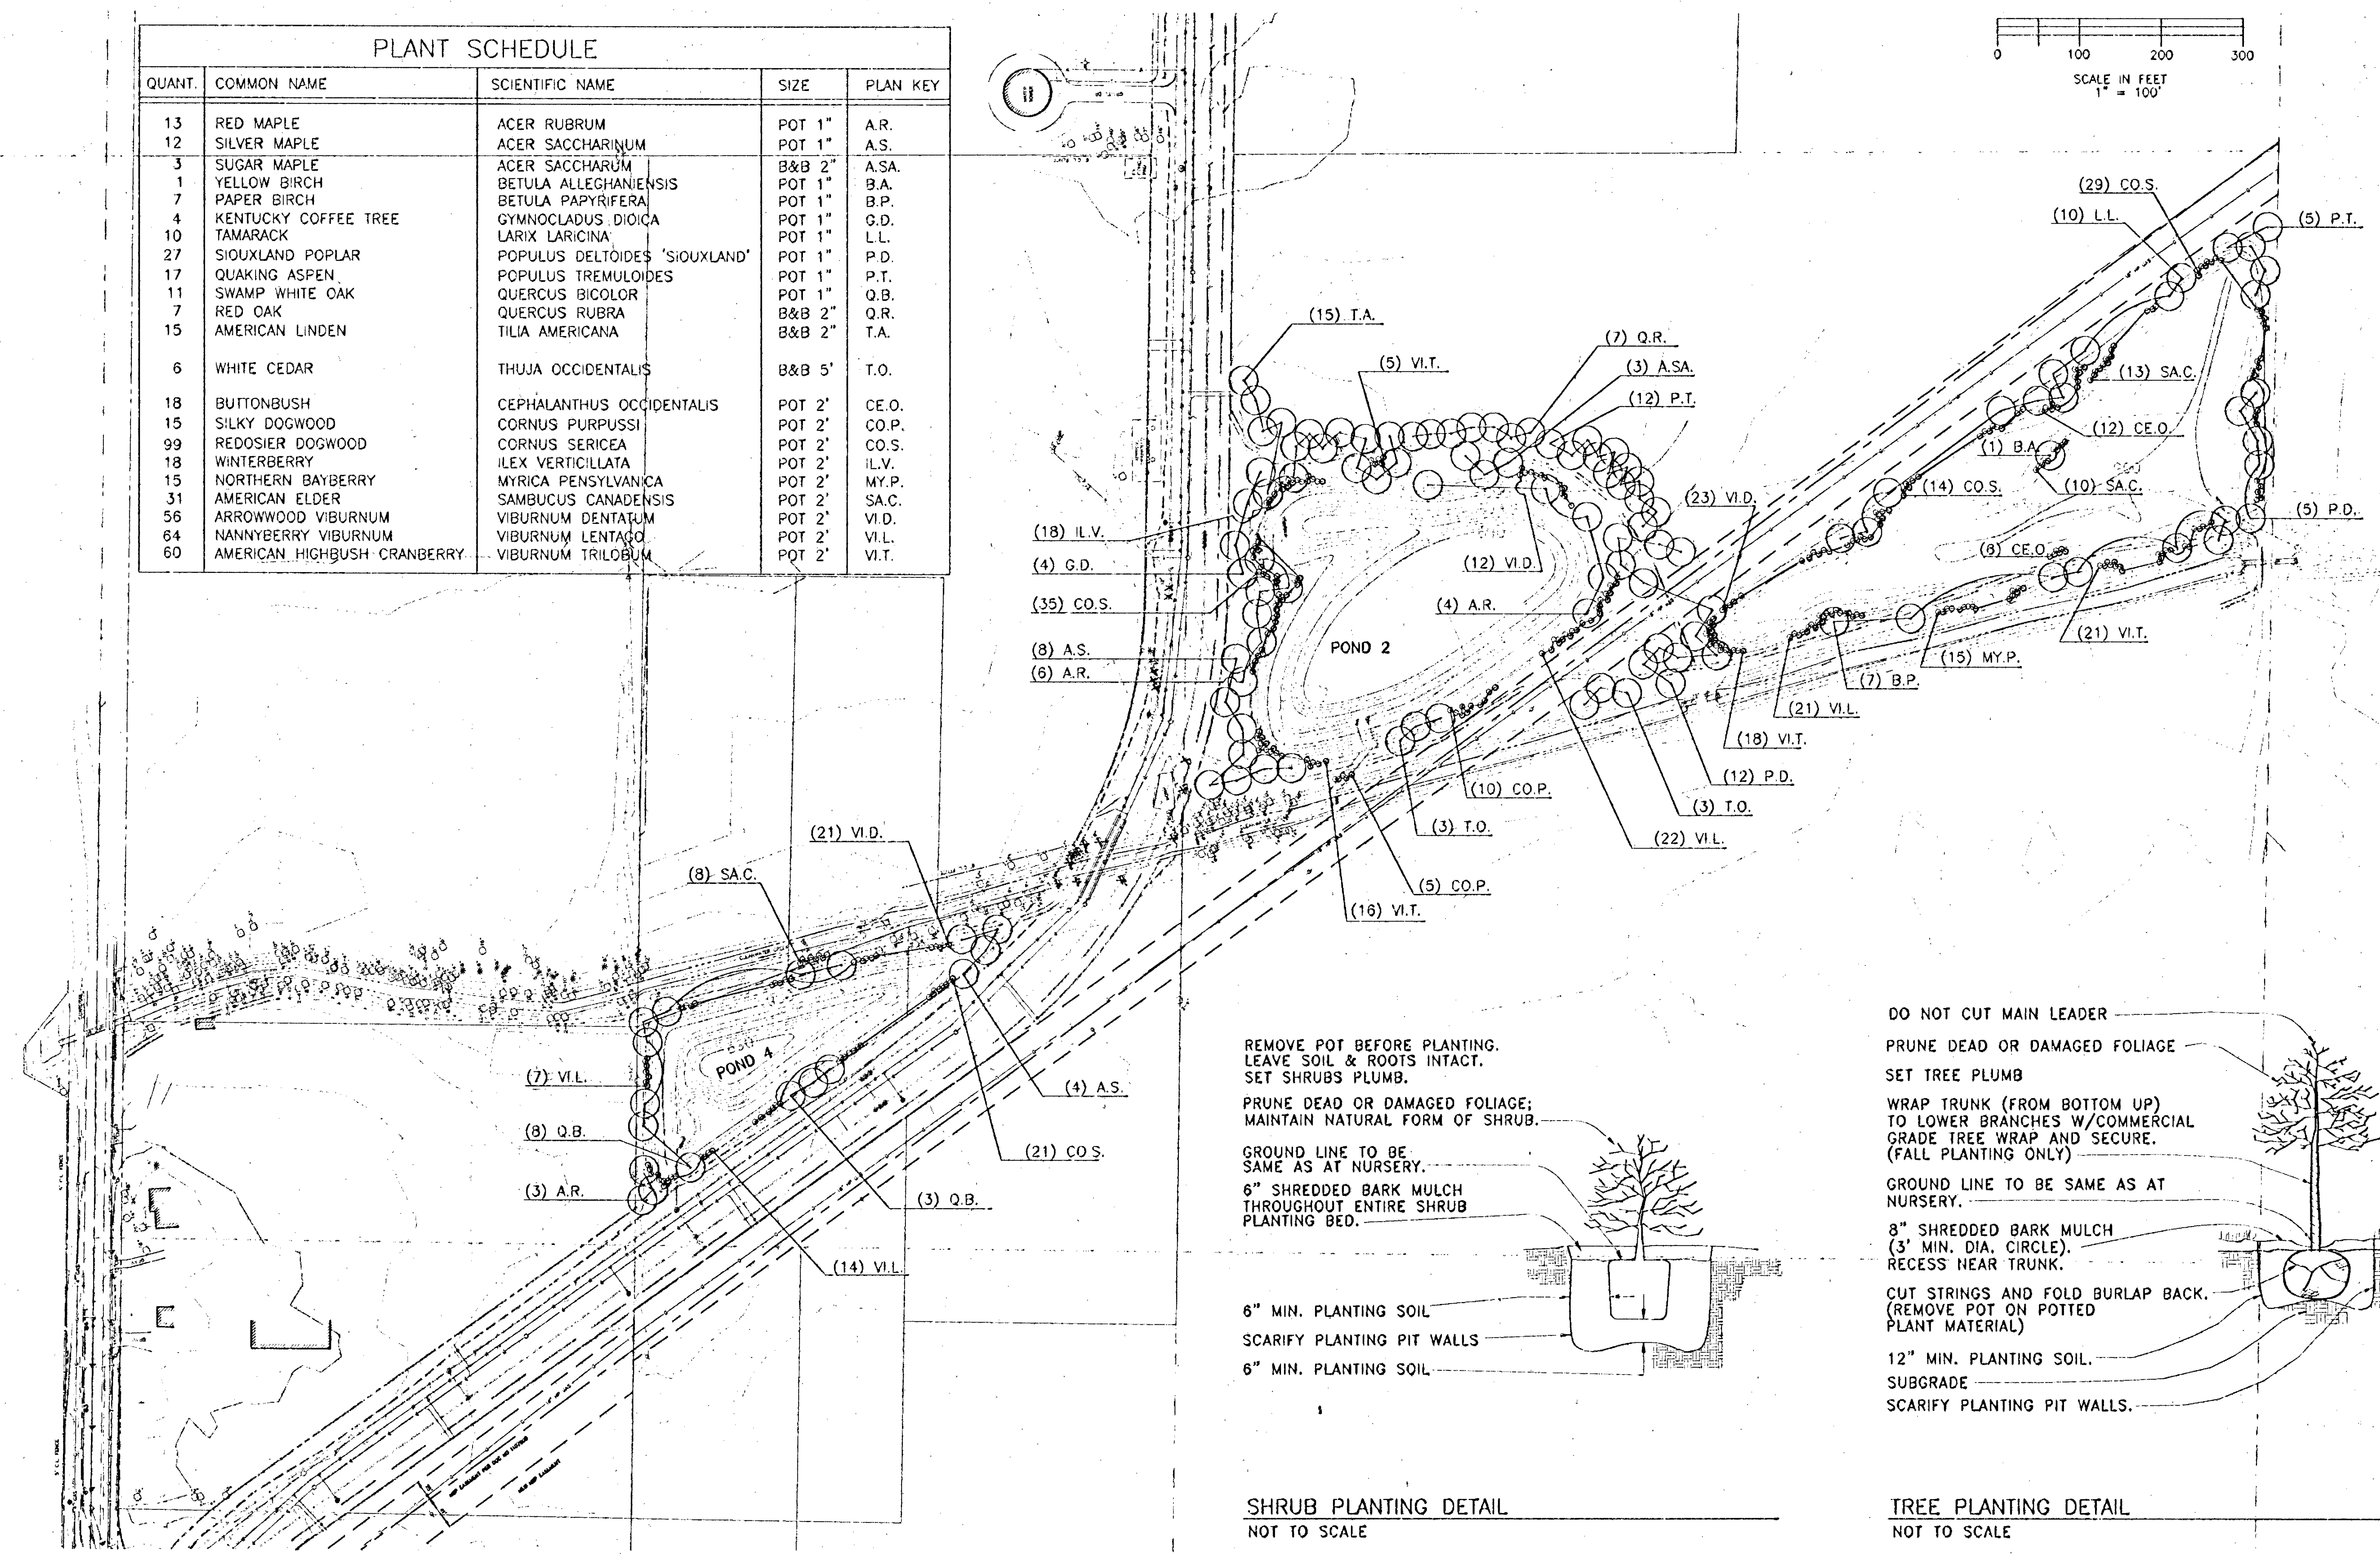 PLANT SCHEDULE
QUANT. COMMON NAME SCIENTIFIC NAME SIZE PLAN KEY
13 RED MAPLE ACER RUBRUM POT 1" A.R.
12 SILVER MAPLE ACER SACCHARINUM POT 1" A.S.
3 SUGAR MAPLE ACER SACCHARUM B&B 2" A.SA.
1 YELLOW BIRCH BETULA ALLEGHANIENSIS POT 1" B.A.
7 PAPER BIRCH BETULA PAPYRIFERA POT 1" B.P.
4 KENTUCKY COFFEE TREE GYMNOCLADUS DIOICA POT 1" G.D.
10 TAMARACK LARIX LARICINA POT 1" L.L.
27 SIOUXLAND POPLAR POPULUS DELTOIDES 'SIOUXLAND' POT 1" P.D.
17 QUAKING ASPEN POPULUS TREMULOIDES POT 1" P.T.
11 SWAMP WHITE OAK QUERCUS BICOLOR POT 1" Q.B.
7 RED OAK QUERCUS RUBRA B&B 2" Q.R.
15 AMERICAN LINDEN TILIA AMERICANA B&B 2" T.A.
6 WHITE CEDAR THUJA OCCIDENTALIS B&B 5' T.O.
18 BUTTONBUSH CEPHALANTHUS OCCIDENTALIS POT 2' CE.O.
15 SILKY DOGWOOD CORNUS PURPUSSI POT 2' CO.P.
99 REDOSIER DOGWOOD CORNUS SERICEA POT 2' CO.S.
18 WINTERBERRY ILEX VERTICILLATA POT 2' IL.V.
15 NORTHERN BAYBERRY MYRICA PENSYLVANICA POT 2' MY.P.
31 AMERICAN ELDER SAMBUCUS CANADENSIS POT 2' SA.C.
56 ARROWWOOD VIBURNUM VIBURNUM DENTATUM POT 2' VI.D.
64 NANNYBERRY VIBURNUM VIBURNUM LENTAGO POT 2' VI.L.
60 AMERICAN HIGHBUSH CRANBERRY VIBURNUM TRILOBUM POT 2' VI.T.
0 100 200 300
SCALE IN FEET
1" = 100'
(29) CO.S.
(10) L.L.
(5) P.T.
(15) T.A.
(7) Q.R.
(5) VI.T.
(3) A.SA.
(13) SA.C.
(12) P.T.
(12) CE.O.
(1) B.A.
(10) SA.C.
(14) CO.S.
(23) VI.D.
(5) P.D.
(18) IL.V.
(6) CE.O.
(4) G.D.
(12) VI.D.
(35) CO.S.
(4) A.R.
(21) VI.T.
(8) A.S.
POND 2
(15) MY.P.
(6) A.R.
(7) B.P.
(21) VI.L.
(18) VI.T.
(12) P.D.
(10) CO.P.
(3) T.O.
(3) T.O.
(22) VI.L.
(21) VI.D.
(8) SA.C.
(5) CO.P.
(16) VI.T.
POND 4
(7) VI.L.
(4) A.S.
(8) Q.B.
(21) CO S.
(3) A.R.
(3) Q.B.
(14) VI.L.
REMOVE POT BEFORE PLANTING.
LEAVE SOIL & ROOTS INTACT.
SET SHRUBS PLUMB.
PRUNE DEAD OR DAMAGED FOLIAGE;
MAINTAIN NATURAL FORM OF SHRUB.
GROUND LINE TO BE
SAME AS AT NURSERY.
6" SHREDDED BARK MULCH
THROUGHOUT ENTIRE SHRUB
PLANTING BED.
6" MIN. PLANTING SOIL
SCARIFY PLANTING PIT WALLS
6" MIN. PLANTING SOIL
SHRUB PLANTING DETAIL
NOT TO SCALE
DO NOT CUT MAIN LEADER
PRUNE DEAD OR DAMAGED FOLIAGE
SET TREE PLUMB
WRAP TRUNK (FROM BOTTOM UP)
TO LOWER BRANCHES W/COMMERCIAL
GRADE TREE WRAP AND SECURE.
(FALL PLANTING ONLY)
GROUND LINE TO BE SAME AS AT
NURSERY.
8" SHREDDED BARK MULCH
(3' MIN. DIA. CIRCLE).
RECESS NEAR TRUNK.
CUT STRINGS AND FOLD BURLAP BACK.
(REMOVE POT ON POTTED
PLANT MATERIAL)
12" MIN. PLANTING SOIL.
SUBGRADE
SCARIFY PLANTING PIT WALLS.
TREE PLANTING DETAIL
NOT TO SCALE